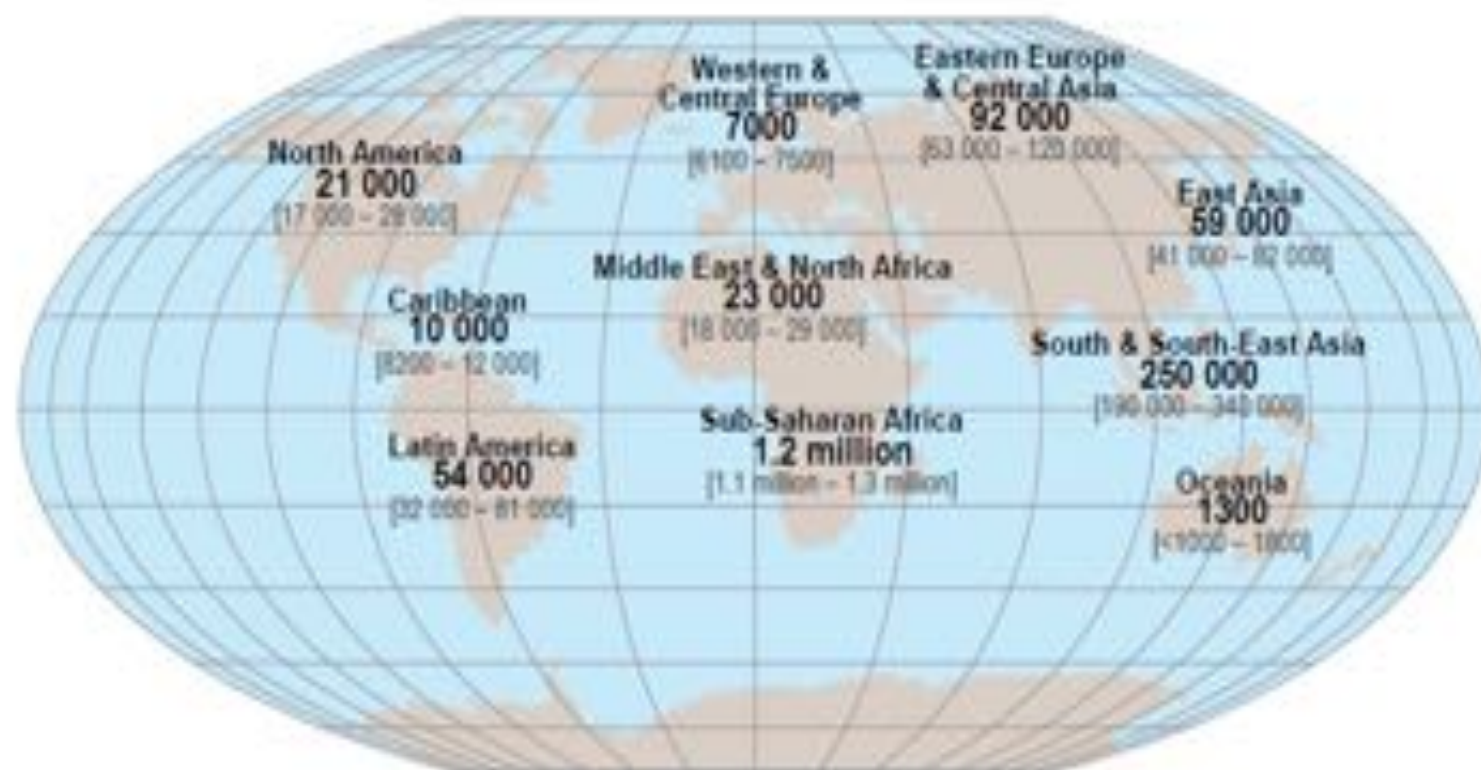 Western &
Central Europe
7000
[6100 – 7500]
Eastern Europe
& Central Asia
92 000
[63 000 – 120 000]
North America
21 000
[17 000 – 28 000]
East Asia
59 000
[41 000 – 82 000]
Middle East & North Africa
23 000
[18 000 – 29 000]
Caribbean
10 000
[8200 – 12 000]
South & South-East Asia
250 000
[190 000 – 340 000]
Sub-Saharan Africa
1.2 million
[1.1 million – 1.3 million]
Latin America
54 000
[32 000 – 81 000]
Oceania
1300
[<1000 – 1800]